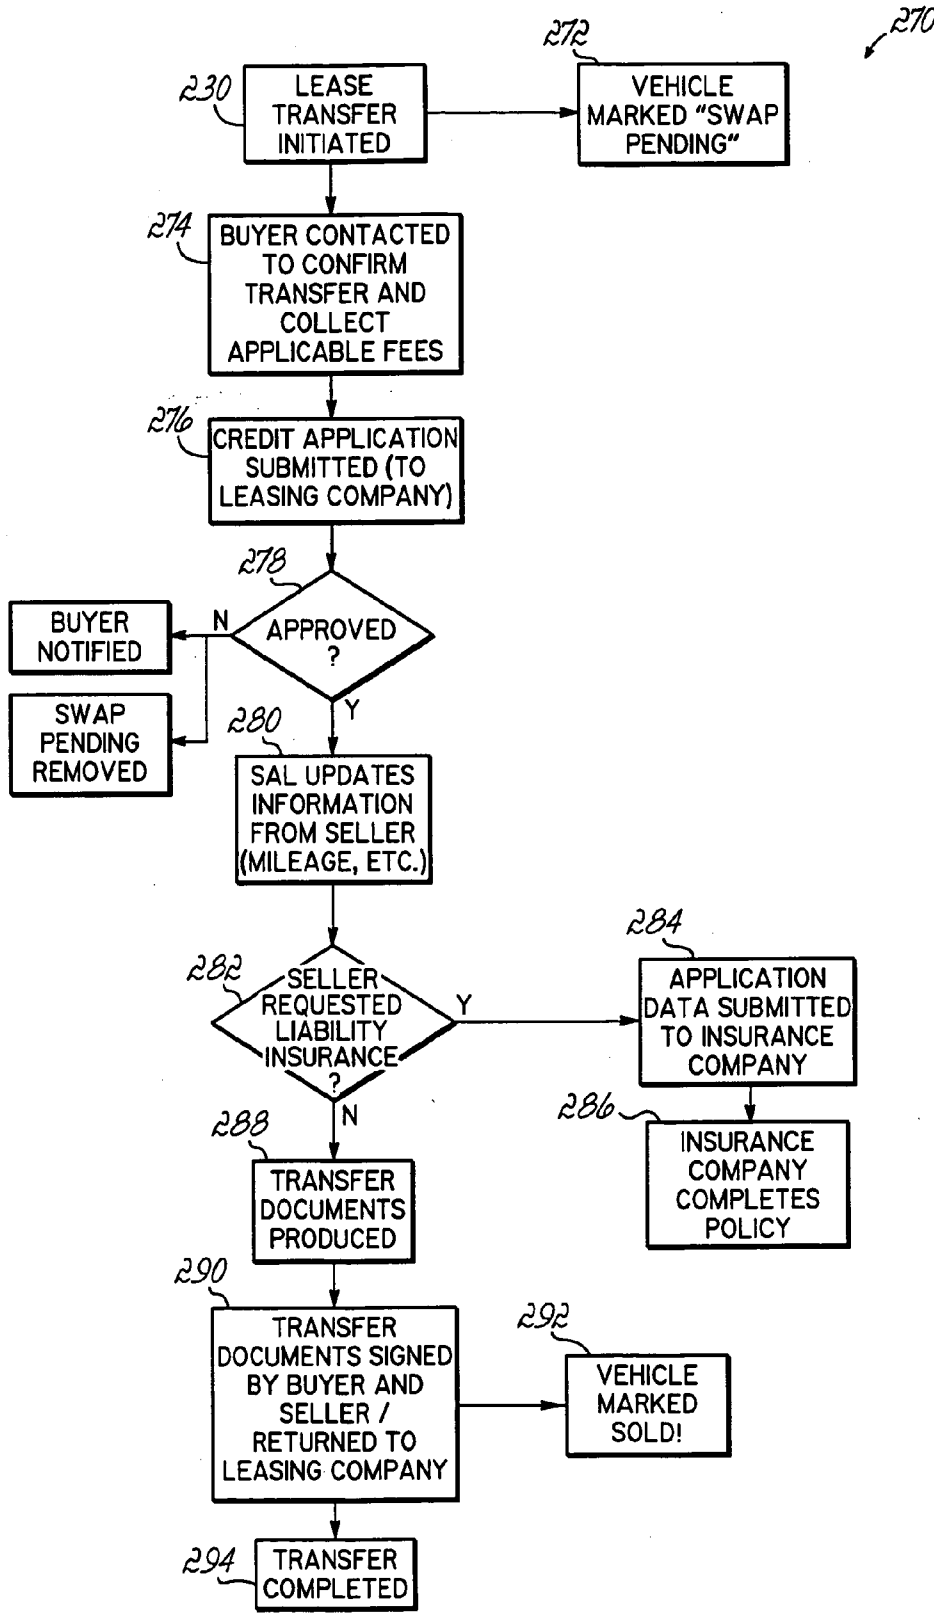 270
230
LEASE
TRANSFER
INITIATED
272
VEHICLE
MARKED "SWAP
PENDING"
274
BUYER CONTACTED
TO CONFIRM
TRANSFER AND
COLLECT
APPLICABLE FEES
276
CREDIT APPLICATION
SUBMITTED (TO
LEASING COMPANY)
278
APPROVED
?
N
BUYER
NOTIFIED
SWAP
PENDING
REMOVED
Y
280
SAL UPDATES
INFORMATION
FROM SELLER
(MILEAGE, ETC.)
282
SELLER
REQUESTED
LIABILITY
INSURANCE
?
Y
284
APPLICATION
DATA SUBMITTED
TO INSURANCE
COMPANY
286
INSURANCE
COMPANY
COMPLETES
POLICY
N
288
TRANSFER
DOCUMENTS
PRODUCED
290
TRANSFER
DOCUMENTS SIGNED
BY BUYER AND
SELLER /
RETURNED TO
LEASING COMPANY
292
VEHICLE
MARKED
SOLD!
294
TRANSFER
COMPLETED